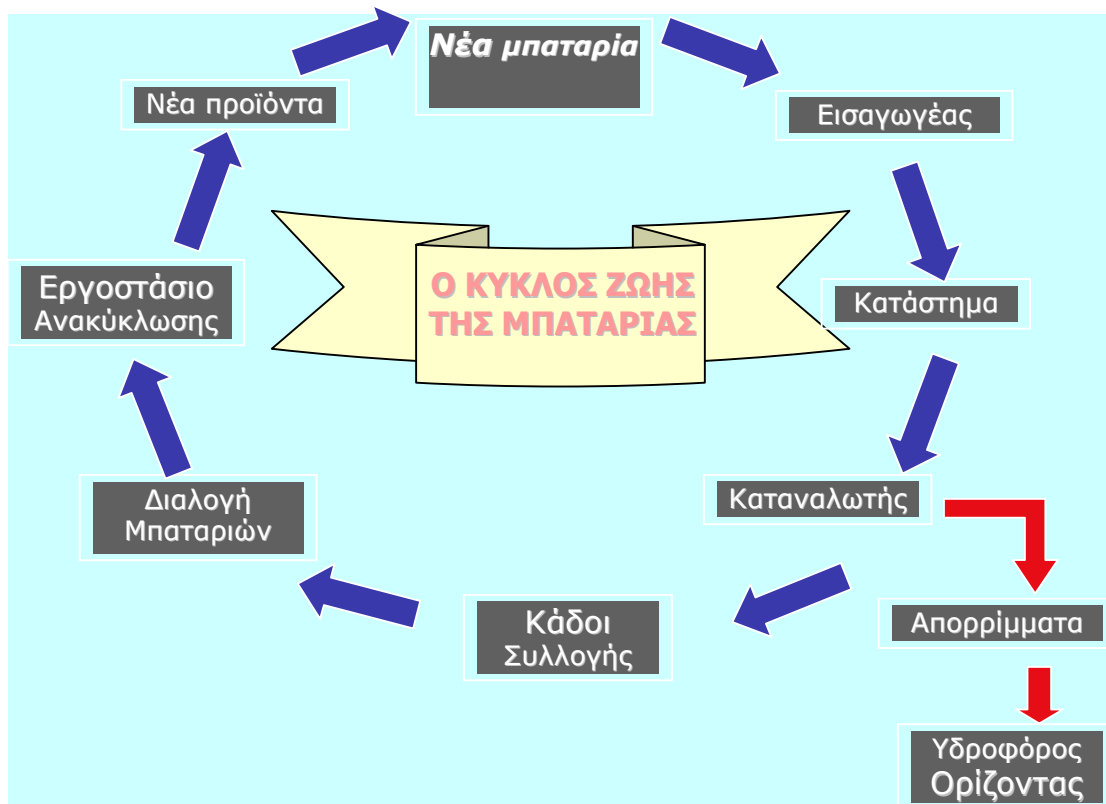 Νέα μπαταρία
Νέα προϊόντα
Εισαγωγέας
Ο ΚΥΚΛΟΣ ΖΩΗΣ
ΤΗΣ ΜΠΑΤΑΡΙΑΣ
Εργοστάσιο
Ανακύκλωσης
Κατάστημα
Διαλογή
Μπαταριών
Καταναλωτής
Κάδοι
Συλλογής
Απορρίμματα
Υδροφόρος
Ορίζοντας